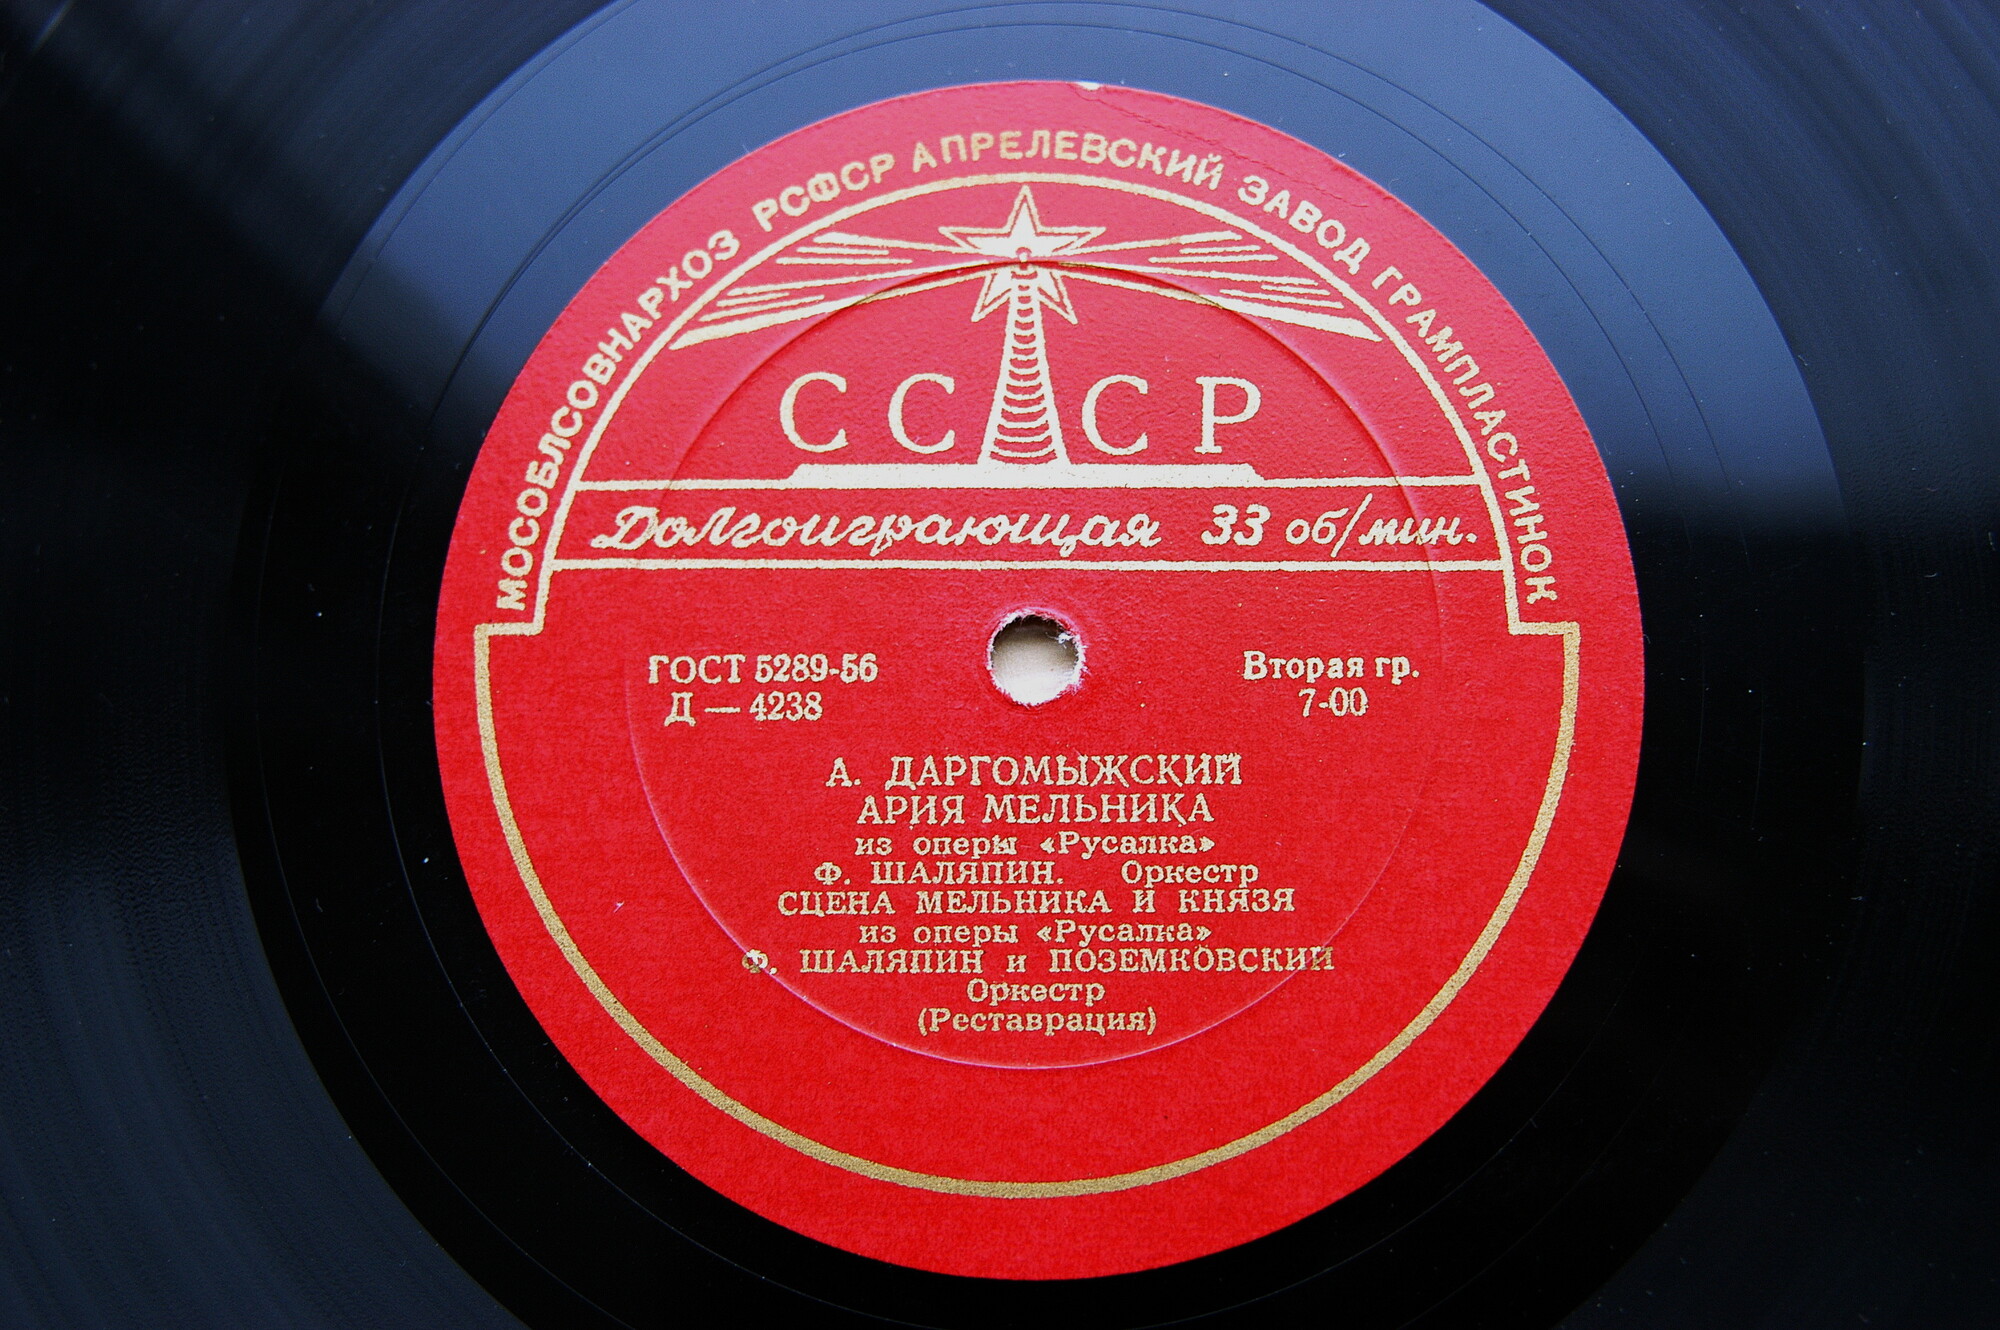 МОСОБЛСОВНАРХОЗ РСФСР АПРЕЛЕВСКИЙ ЗАВОД ГРАМПЛАСТИНОК
СССР
Долгоиграющая 33 об/мин.
ГОСТ 5289-56
Д — 4238
Вторая гр.
7-00
А. ДАРГОМЫЖСКИЙ
АРИЯ МЕЛЬНИКА
из оперы «Русалка»
Ф. ШАЛЯПИН. Оркестр
СЦЕНА МЕЛЬНИКА И КНЯЗЯ
из оперы «Русалка»
Ф. ШАЛЯПИН и ПОЗЕМКОВСКИЙ
Оркестр
(Реставрация)